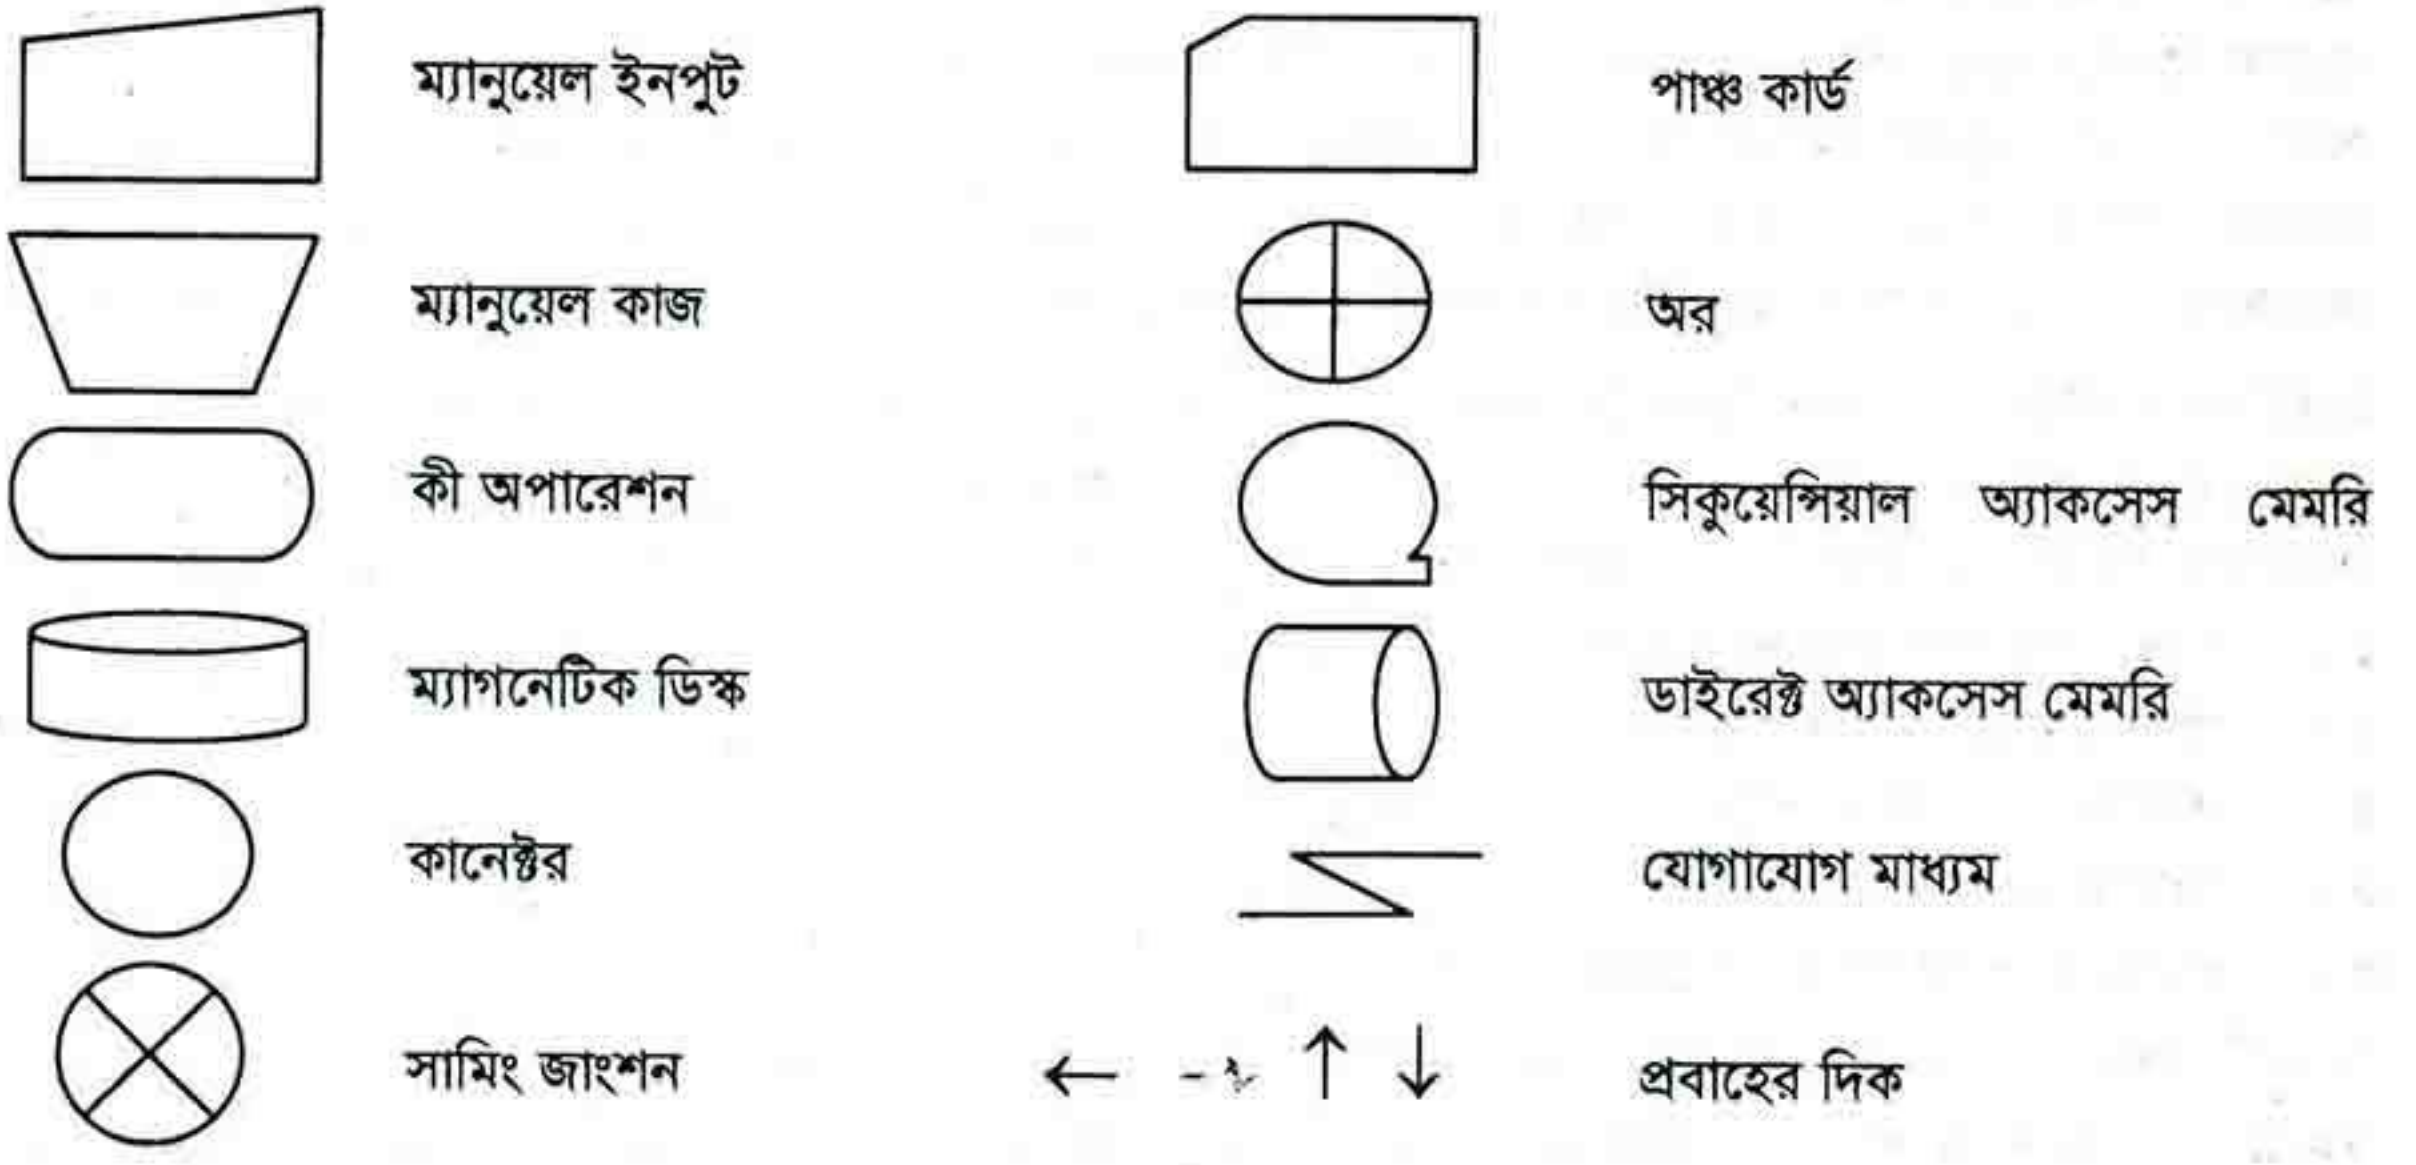 ম্যানুয়েল ইনপুট
পাঞ্চ কার্ড
ম্যানুয়েল কাজ
অর
কী অপারেশন
সিকুয়েন্সিয়াল অ্যাকসেস মেমরি
ম্যাগনেটিক ডিস্ক
ডাইরেক্ট অ্যাকসেস মেমরি
কানেক্টর
যোগাযোগ মাধ্যম
সামিং জাংশন
প্রবাহের দিক